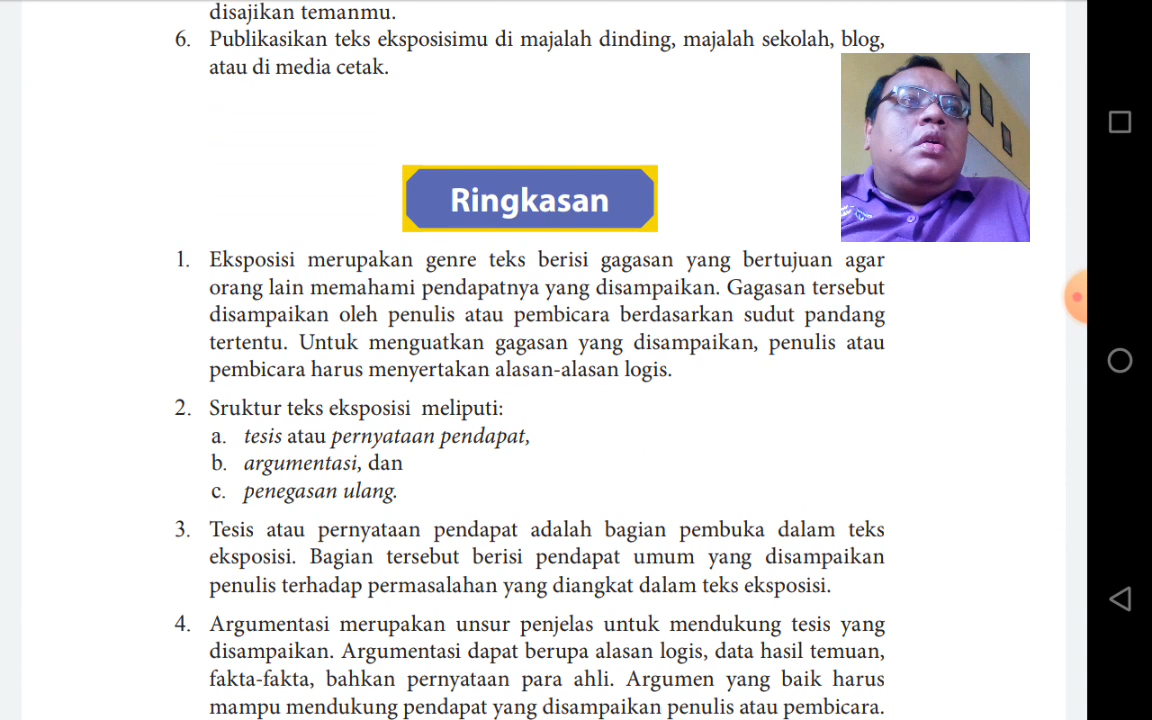 disajikan temanmu.
6. Publikasikan teks eksposisimu di majalah dinding, majalah sekolah, blog,
atau di media cetak.
Ringkasan
1. Eksposisi merupakan genre teks berisi gagasan yang bertujuan agar
orang lain memahami pendapatnya yang disampaikan. Gagasan tersebut
disampaikan oleh penulis atau pembicara berdasarkan sudut pandang
tertentu. Untuk menguatkan gagasan yang disampaikan, penulis atau
pembicara harus menyertakan alasan-alasan logis.
2. Sruktur teks eksposisi meliputi:
a. tesis atau pernyataan pendapat,
b. argumentasi, dan
c. penegasan ulang.
3. Tesis atau pernyataan pendapat adalah bagian pembuka dalam teks
eksposisi. Bagian tersebut berisi pendapat umum yang disampaikan
penulis terhadap permasalahan yang diangkat dalam teks eksposisi.
4. Argumentasi merupakan unsur penjelas untuk mendukung tesis yang
disampaikan. Argumentasi dapat berupa alasan logis, data hasil temuan,
fakta-fakta, bahkan pernyataan para ahli. Argumen yang baik harus
mampu mendukung pendapat yang disampaikan penulis atau pembicara.